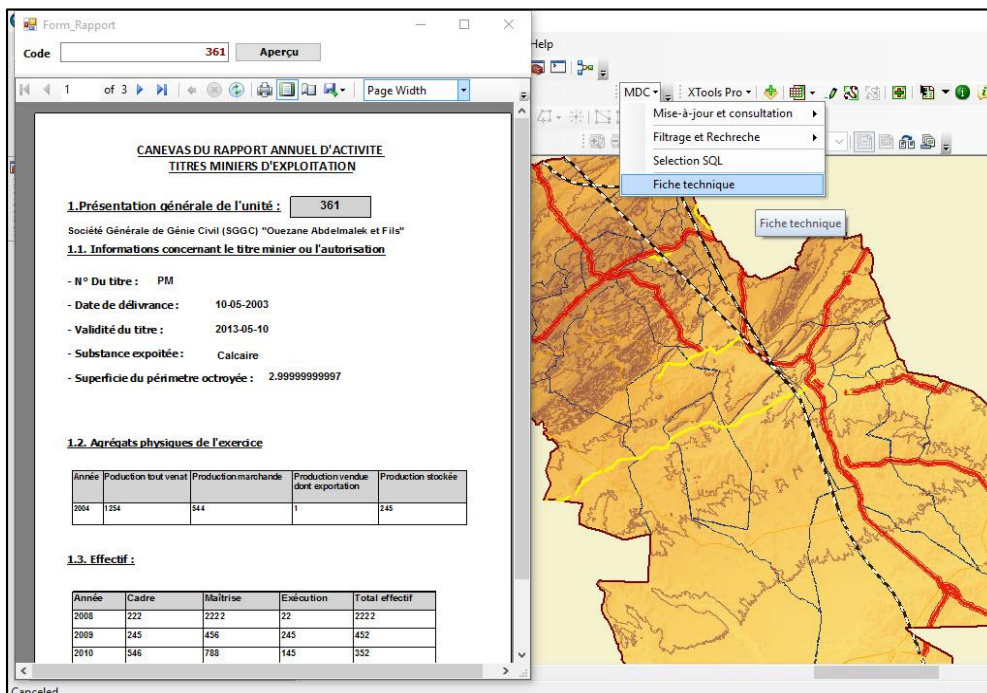 Form_Rapport
Code 361 Aperçu
1 of 3 Page Width
CANEVAS DU RAPPORT ANNUEL D'ACTIVITE
TITRES MINIERS D'EXPLOITATION
1.Présentation générale de l'unité : 361
Société Générale de Génie Civil (SGGC) "Ouezane Abdelmalek et Fils"
1.1. Informations concernant le titre minier ou l'autorisation
- N° Du titre : PM
- Date de délivrance : 10-05-2003
- Validité du titre : 2013-05-10
- Substance expoitée : Calcaire
- Superficie du périmetre octroyée : 2.99999999997
1.2. Agrégats physiques de l'exercice
Année Poduction tout venat Production marchande Production vendue dont exportation Production stockée
2004 1254 544 1 245
1.3. Effectif :
Année Cadre Maîtrise Exécution Total effectif
2008 222 2222 22 2222
2009 245 456 245 452
2010 546 788 145 352
Canceled
Help
MDC XTools Pro
Mise-à-jour et consultation
Filtrage et Rechreche
Selection SQL
Fiche technique
Fiche technique